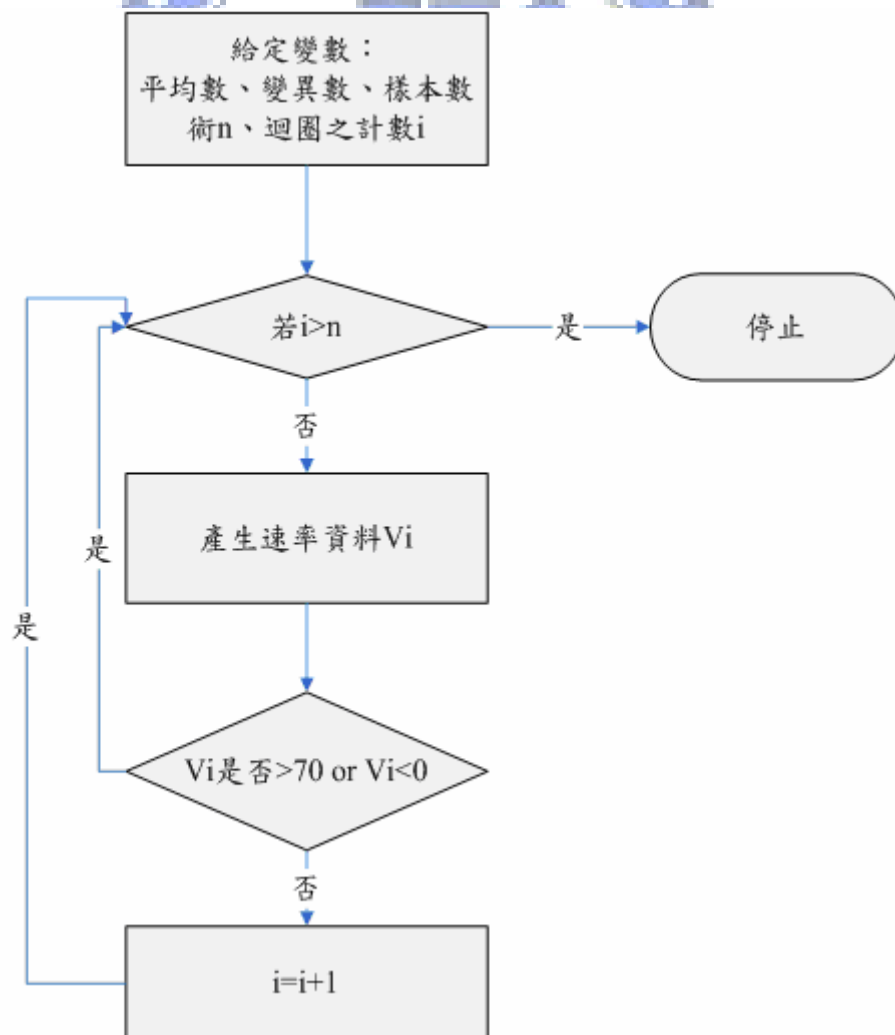 給定變數：
平均數、變異數、樣本數
術n、迴圈之計數i
若i>n
是
停止
否
產生速率資料Vi
是
是
Vi是否>70 or Vi<0
否
i=i+1